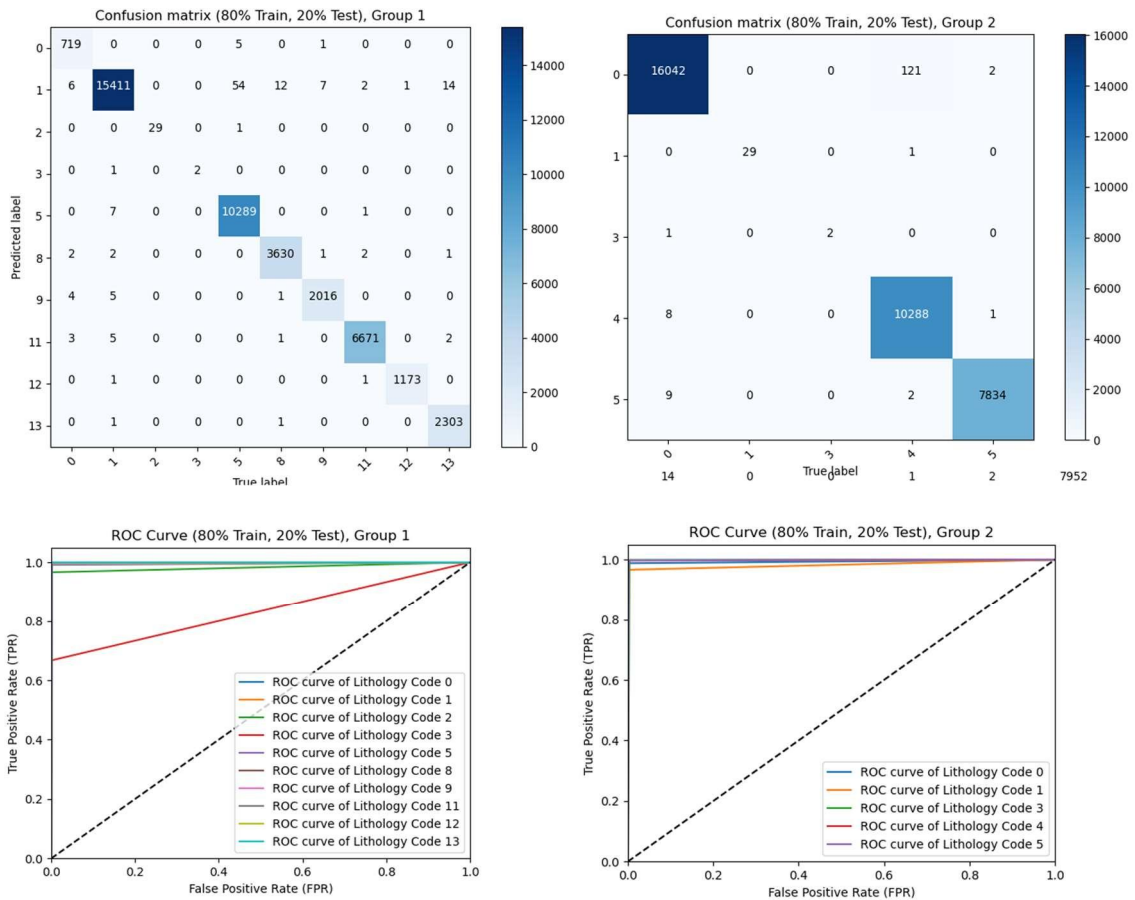 Confusion matrix (80% Train, 20% Test), Group 1
0 719 0 0 0 5 0 1 0 0 0
1 6 15411 0 0 54 12 7 2 1 14
2 0 0 29 0 1 0 0 0 0 0
3 0 1 0 2 0 0 0 0 0 0
5 0 7 0 0 10289 0 0 1 0 0
8 2 2 0 0 0 3630 1 2 0 1
9 4 5 0 0 0 1 2016 0 0 0
11 3 5 0 0 0 1 0 6671 0 2
12 0 1 0 0 0 0 0 1 1173 0
13 0 1 0 0 0 1 0 0 0 2303
0 1 2 3 5 8 9 11 12 13
Predicted label
True label
14000
12000
10000
8000
6000
4000
2000
0
Confusion matrix (80% Train, 20% Test), Group 2
0 16042 0 0 121 2
1 0 29 0 1 0
3 1 0 2 0 0
4 8 0 0 10288 1
5 9 0 0 2 7834
0 1 3 4 5
True label
14 0 0 1 2 7952
16000
14000
12000
10000
8000
6000
4000
2000
0
ROC Curve (80% Train, 20% Test), Group 1
1.0
0.8
0.6
0.4
0.2
0.0
True Positive Rate (TPR)
ROC curve of Lithology Code 0
ROC curve of Lithology Code 1
ROC curve of Lithology Code 2
ROC curve of Lithology Code 3
ROC curve of Lithology Code 5
ROC curve of Lithology Code 8
ROC curve of Lithology Code 9
ROC curve of Lithology Code 11
ROC curve of Lithology Code 12
ROC curve of Lithology Code 13
0.0 0.2 0.4 0.6 0.8 1.0
False Positive Rate (FPR)
ROC Curve (80% Train, 20% Test), Group 2
1.0
0.8
0.6
0.4
0.2
0.0
True Positive Rate (TPR)
ROC curve of Lithology Code 0
ROC curve of Lithology Code 1
ROC curve of Lithology Code 3
ROC curve of Lithology Code 4
ROC curve of Lithology Code 5
0.0 0.2 0.4 0.6 0.8 1.0
False Positive Rate (FPR)